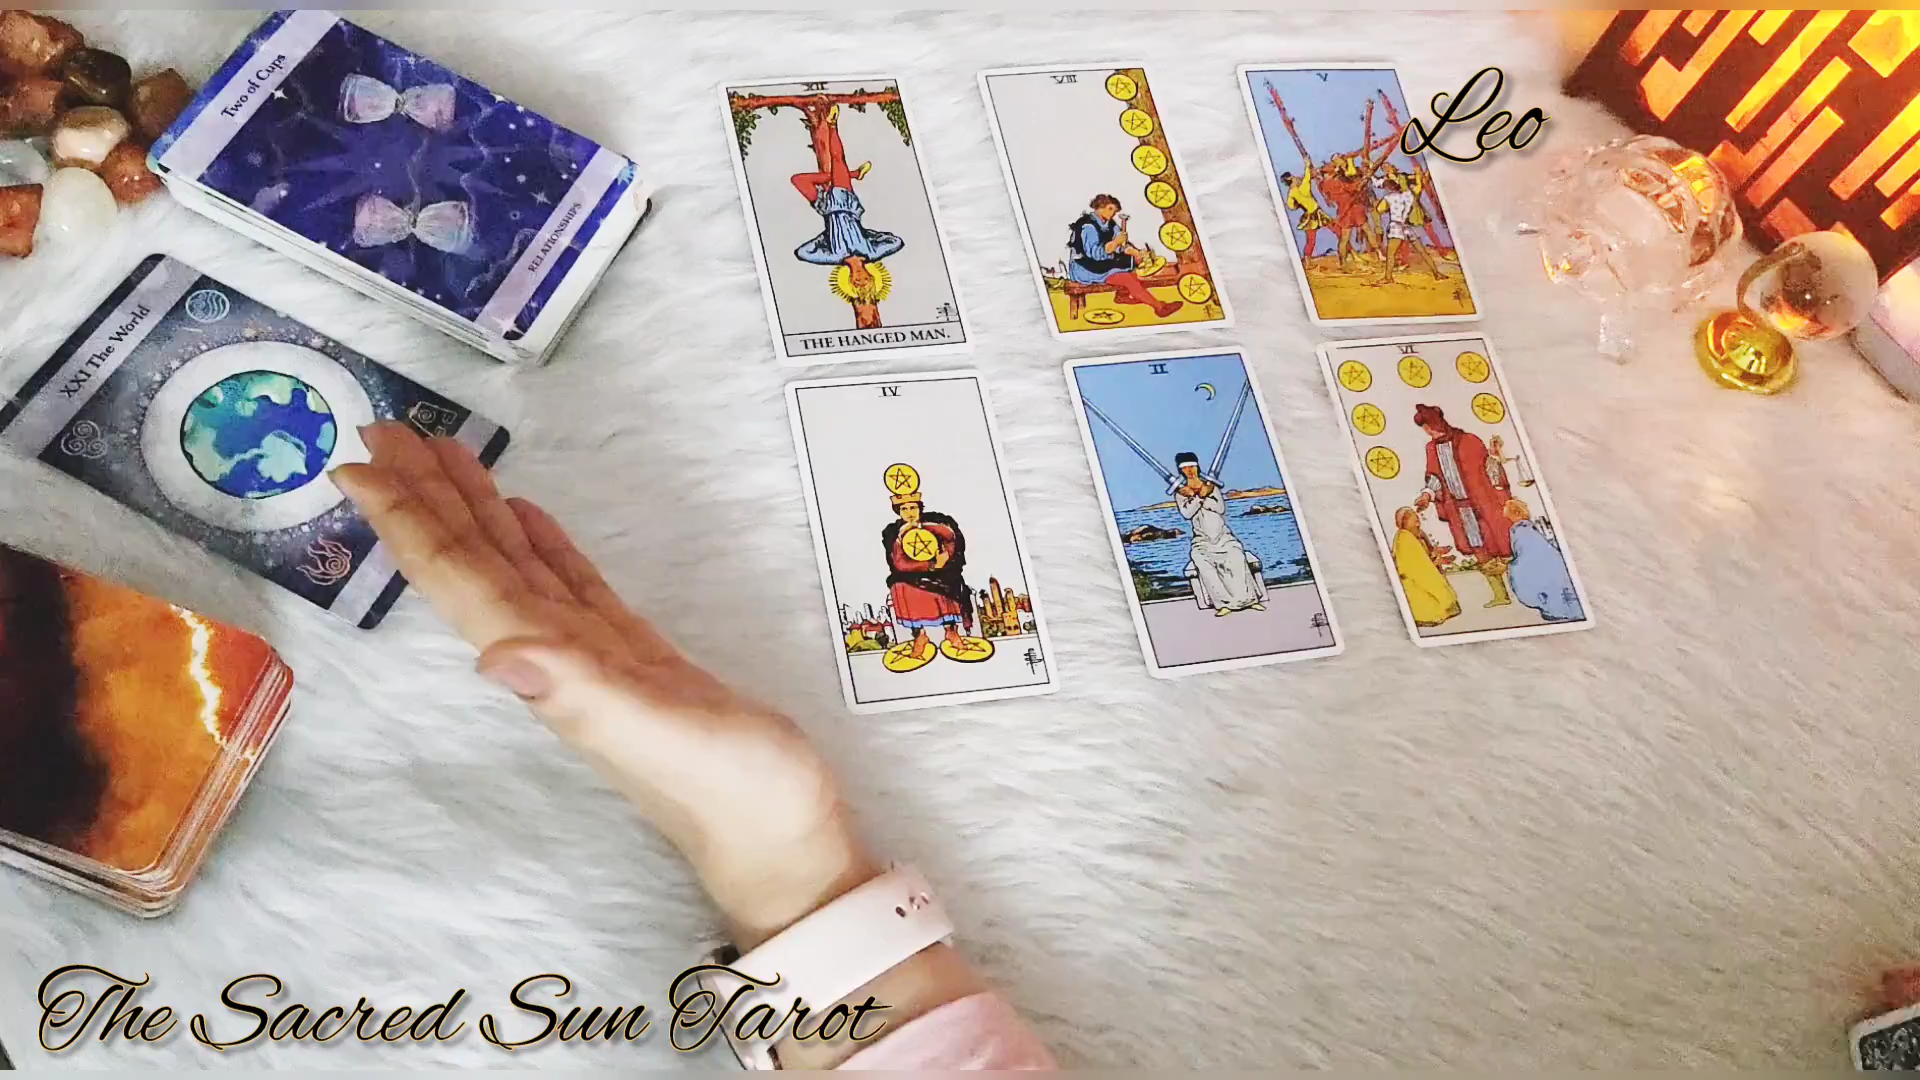 Two of Cups
RELATIONSHIPS
XXI The World
XII
THE HANGED MAN.
VIII
V
Leo
IV
II
VI
The Sacred Sun Tarot